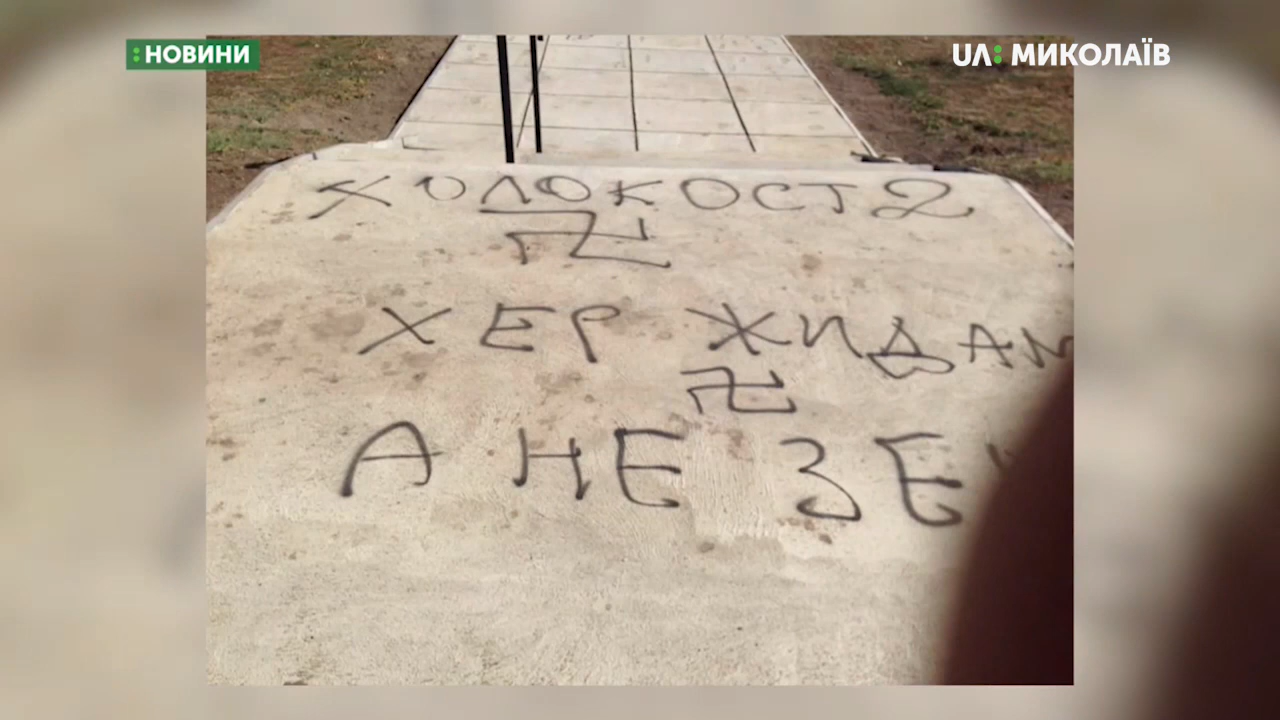 НОВИНИ
UA: МИКОЛАЇВ
ХОЛОКОСТ 2
ХЕР ЖИДАМ
А НЕ